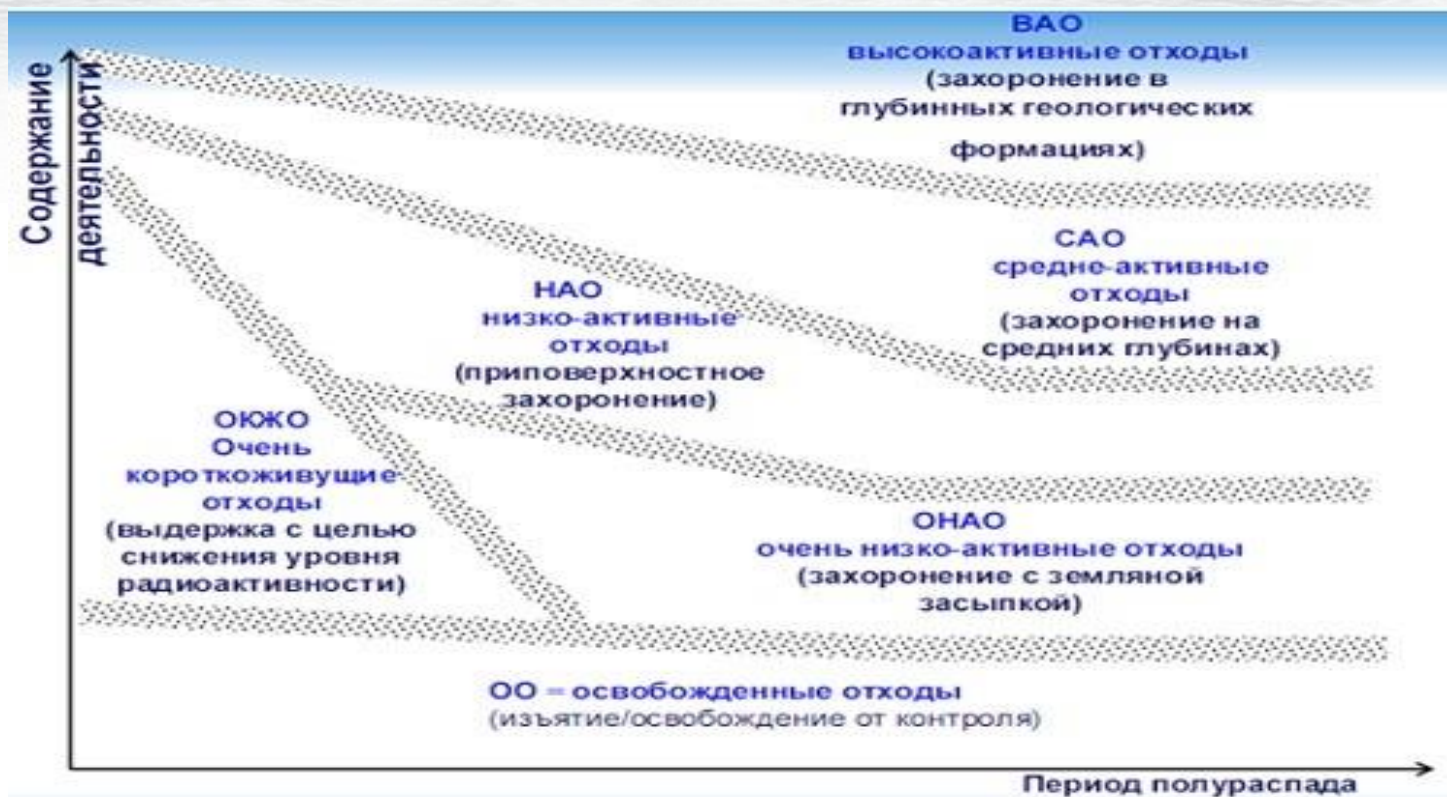 ВАО
высокоактивные отходы
(захоронение в
глубинных геологических
формациях)
Содержание
деятельности
САО
средне-активные
отходы
(захоронение на
средних глубинах)
НАО
низко-активные
отходы
(приповерхностное
захоронение)
ОКЖО
Очень
короткоживущие
отходы
(выдержка с целью
снижения уровня
радиоактивности)
ОНАО
очень низко-активные отходы
(захоронение с земляной
засыпкой)
ОО = освобожденные отходы
(изъятие/освобождение от контроля)
Период полураспада